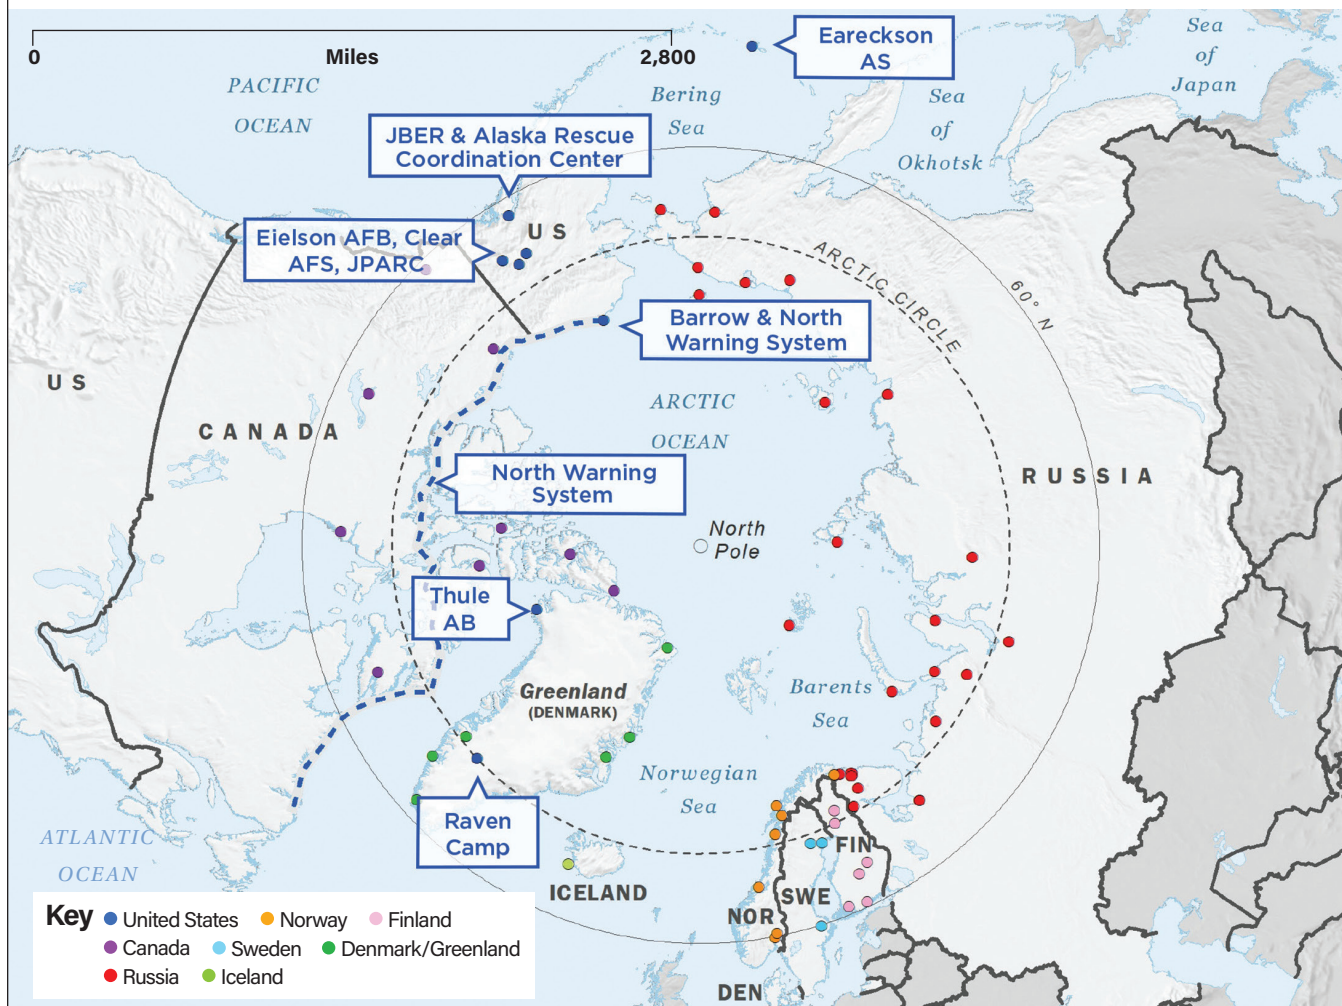 0 Miles 2,800
Eareckson
AS
Sea
of
Japan
PACIFIC
OCEAN
Bering
Sea
Sea
of
Okhotsk
JBER & Alaska Rescue
Coordination Center
US
Eielson AFB, Clear
AFS, JPARC
ARCTIC CIRCLE
60° N
Barrow & North
Warning System
US
CANADA
ARCTIC
OCEAN
RUSSIA
North Warning
System
North
Pole
Thule
AB
Greenland
(DENMARK)
Barents
Sea
Norwegian
Sea
Raven
Camp
ATLANTIC
OCEAN
ICELAND
FIN
SWE
NOR
DEN
Key
United States
Norway
Finland
Canada
Sweden
Denmark/Greenland
Russia
Iceland